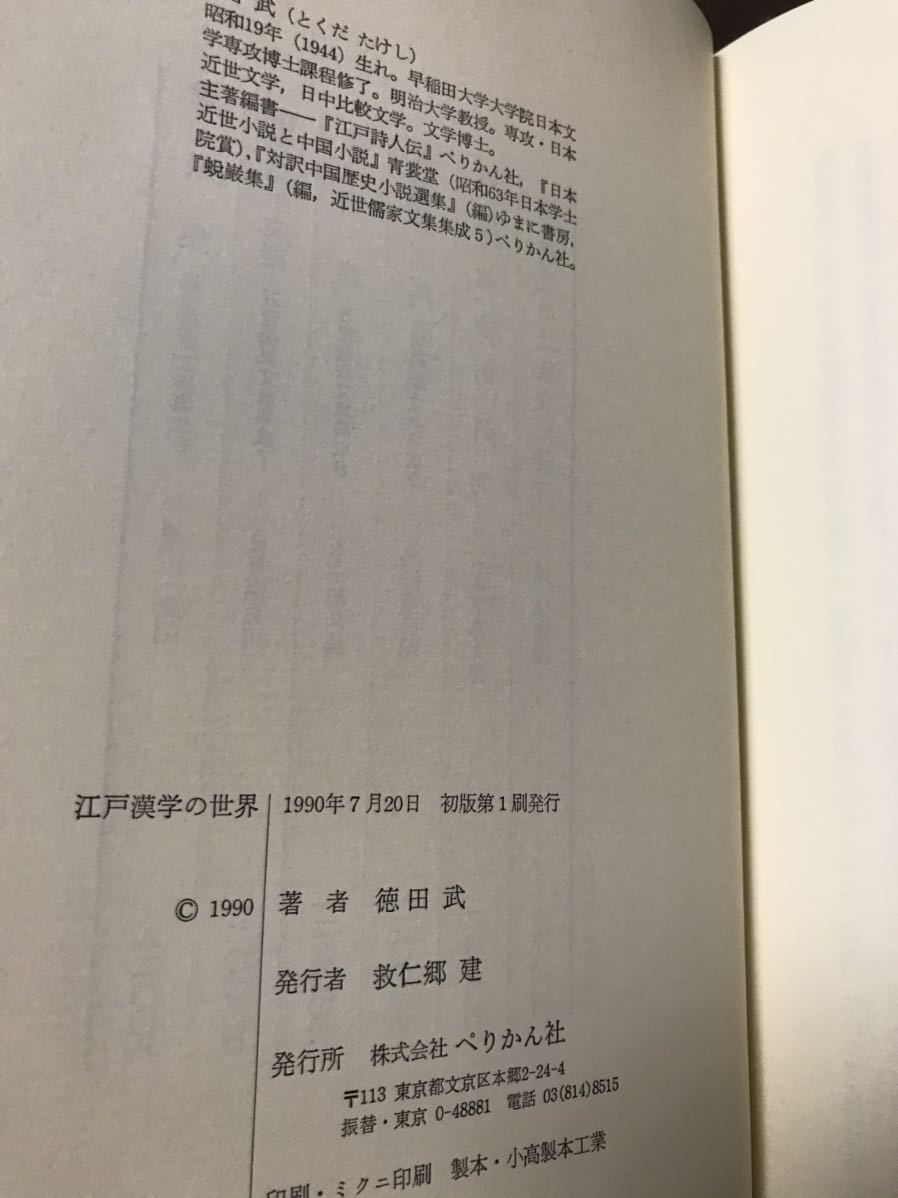 武（とくだ たけし）
昭和19年（1944）生れ。早稲田大学大学院日本文
学専攻博士課程修了。明治大学教授。専攻・日本
近世文学，日中比較文学。文学博士。
主著編書──『江戸詩人伝』ぺりかん社，『日本
近世小説と中国小説』青裳堂（昭和63年日本学士
院賞），『対訳中国歴史小説選集』（編）ゆまに書房，
『蛻巌集』（編，近世儒家文集集成5）ぺりかん社。
江戸漢学の世界
1990年7月20日 初版第1刷発行
© 1990
著 者 徳田 武
発行者 救仁郷 建
発行所 株式会社 ぺりかん社
〒113 東京都文京区本郷2-24-4
振替・東京 0-48881 電話 03(814)8515
印刷・ミクニ印刷 製本・小高製本工業